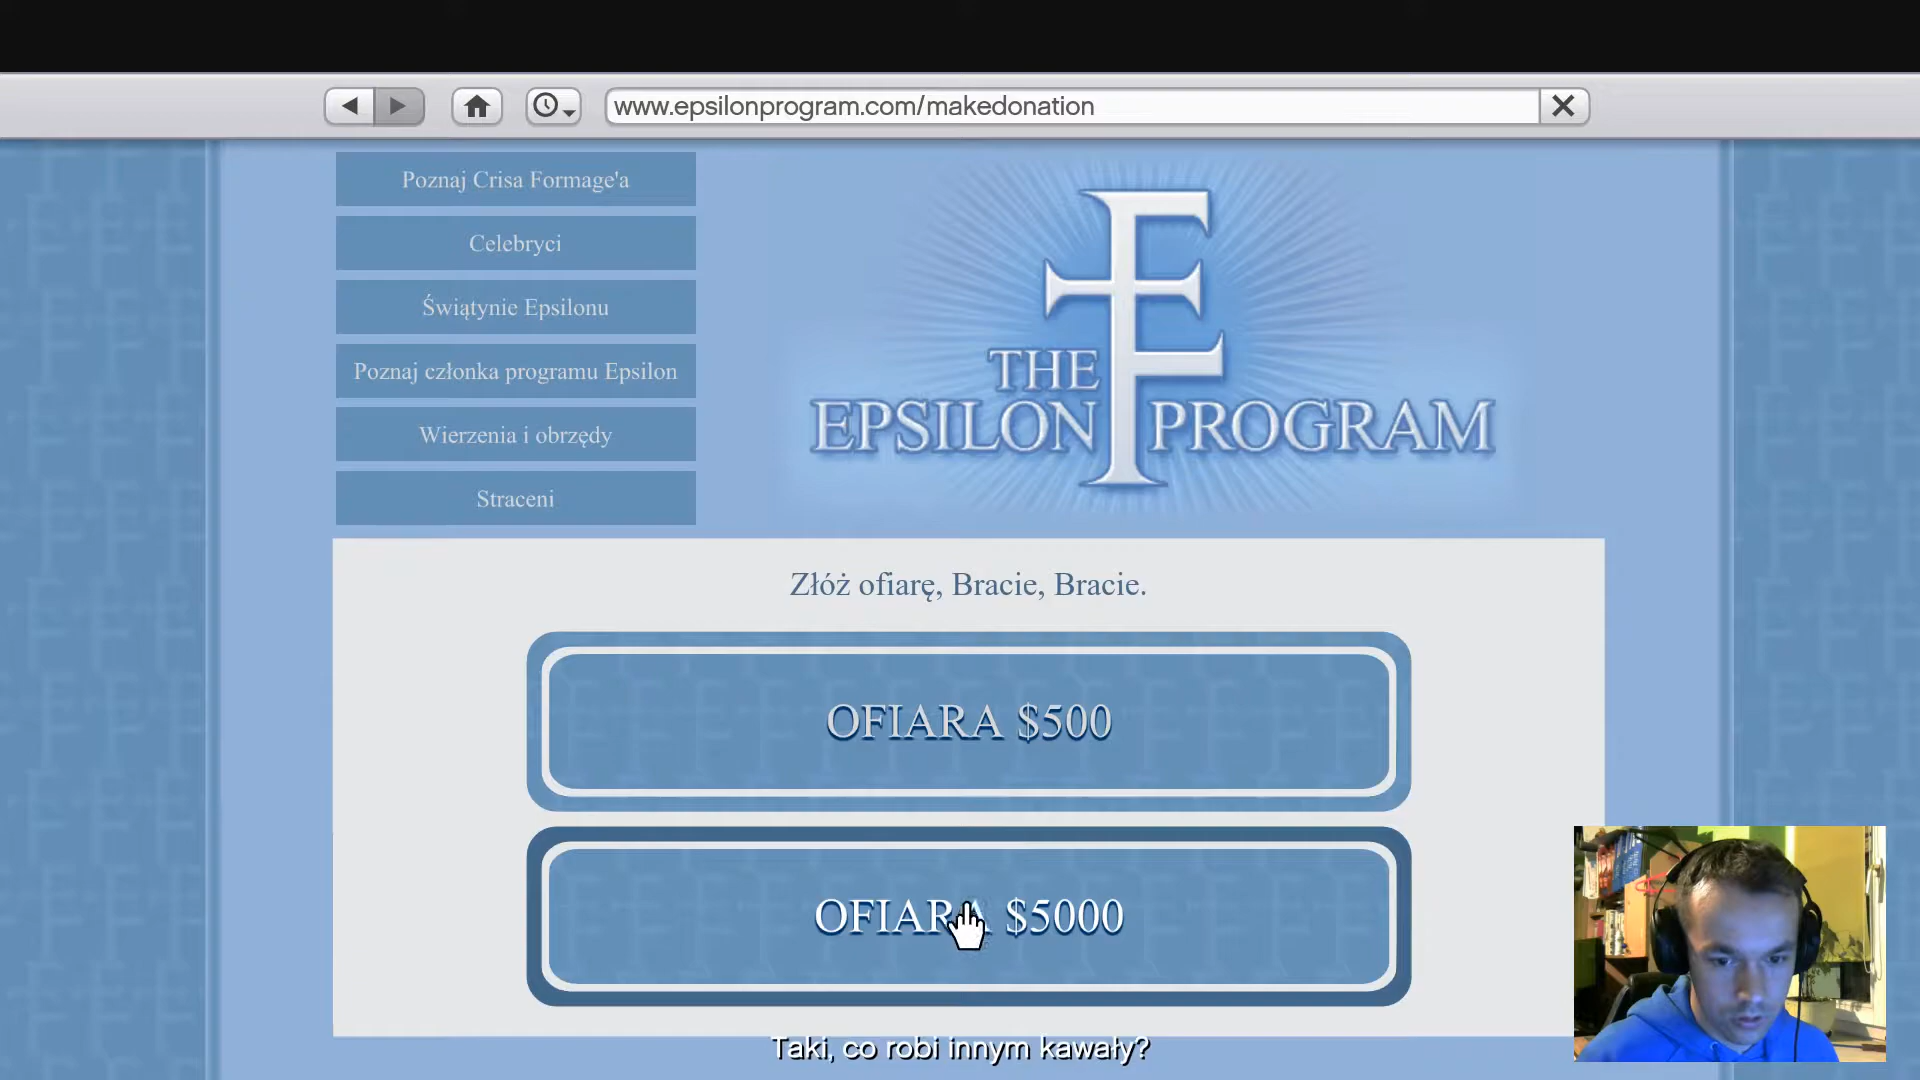 www.epsilonprogram.com/makedonation
Poznaj Crisa Formage'a
Celebryci
Świątynie Epsilonu
Poznaj członka programu Epsilon
Wierzenia i obrzędy
Straceni
THE
EPSILON PROGRAM
Złóż ofiarę, Bracie, Bracie.
OFIARA $500
OFIARA $5000
Taki, co robi innym kawały?